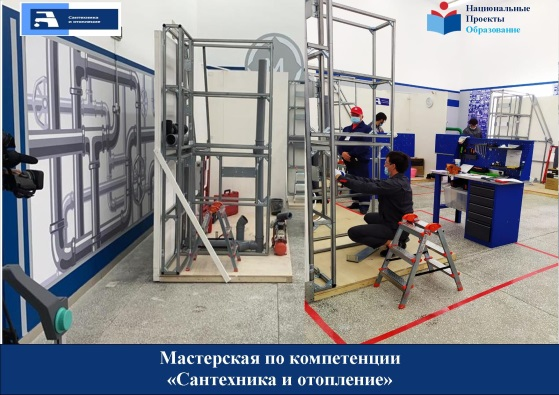 Сантехника
и отопление
Национальные
Проекты
Образование
Мастерская по компетенции
«Сантехника и отопление»